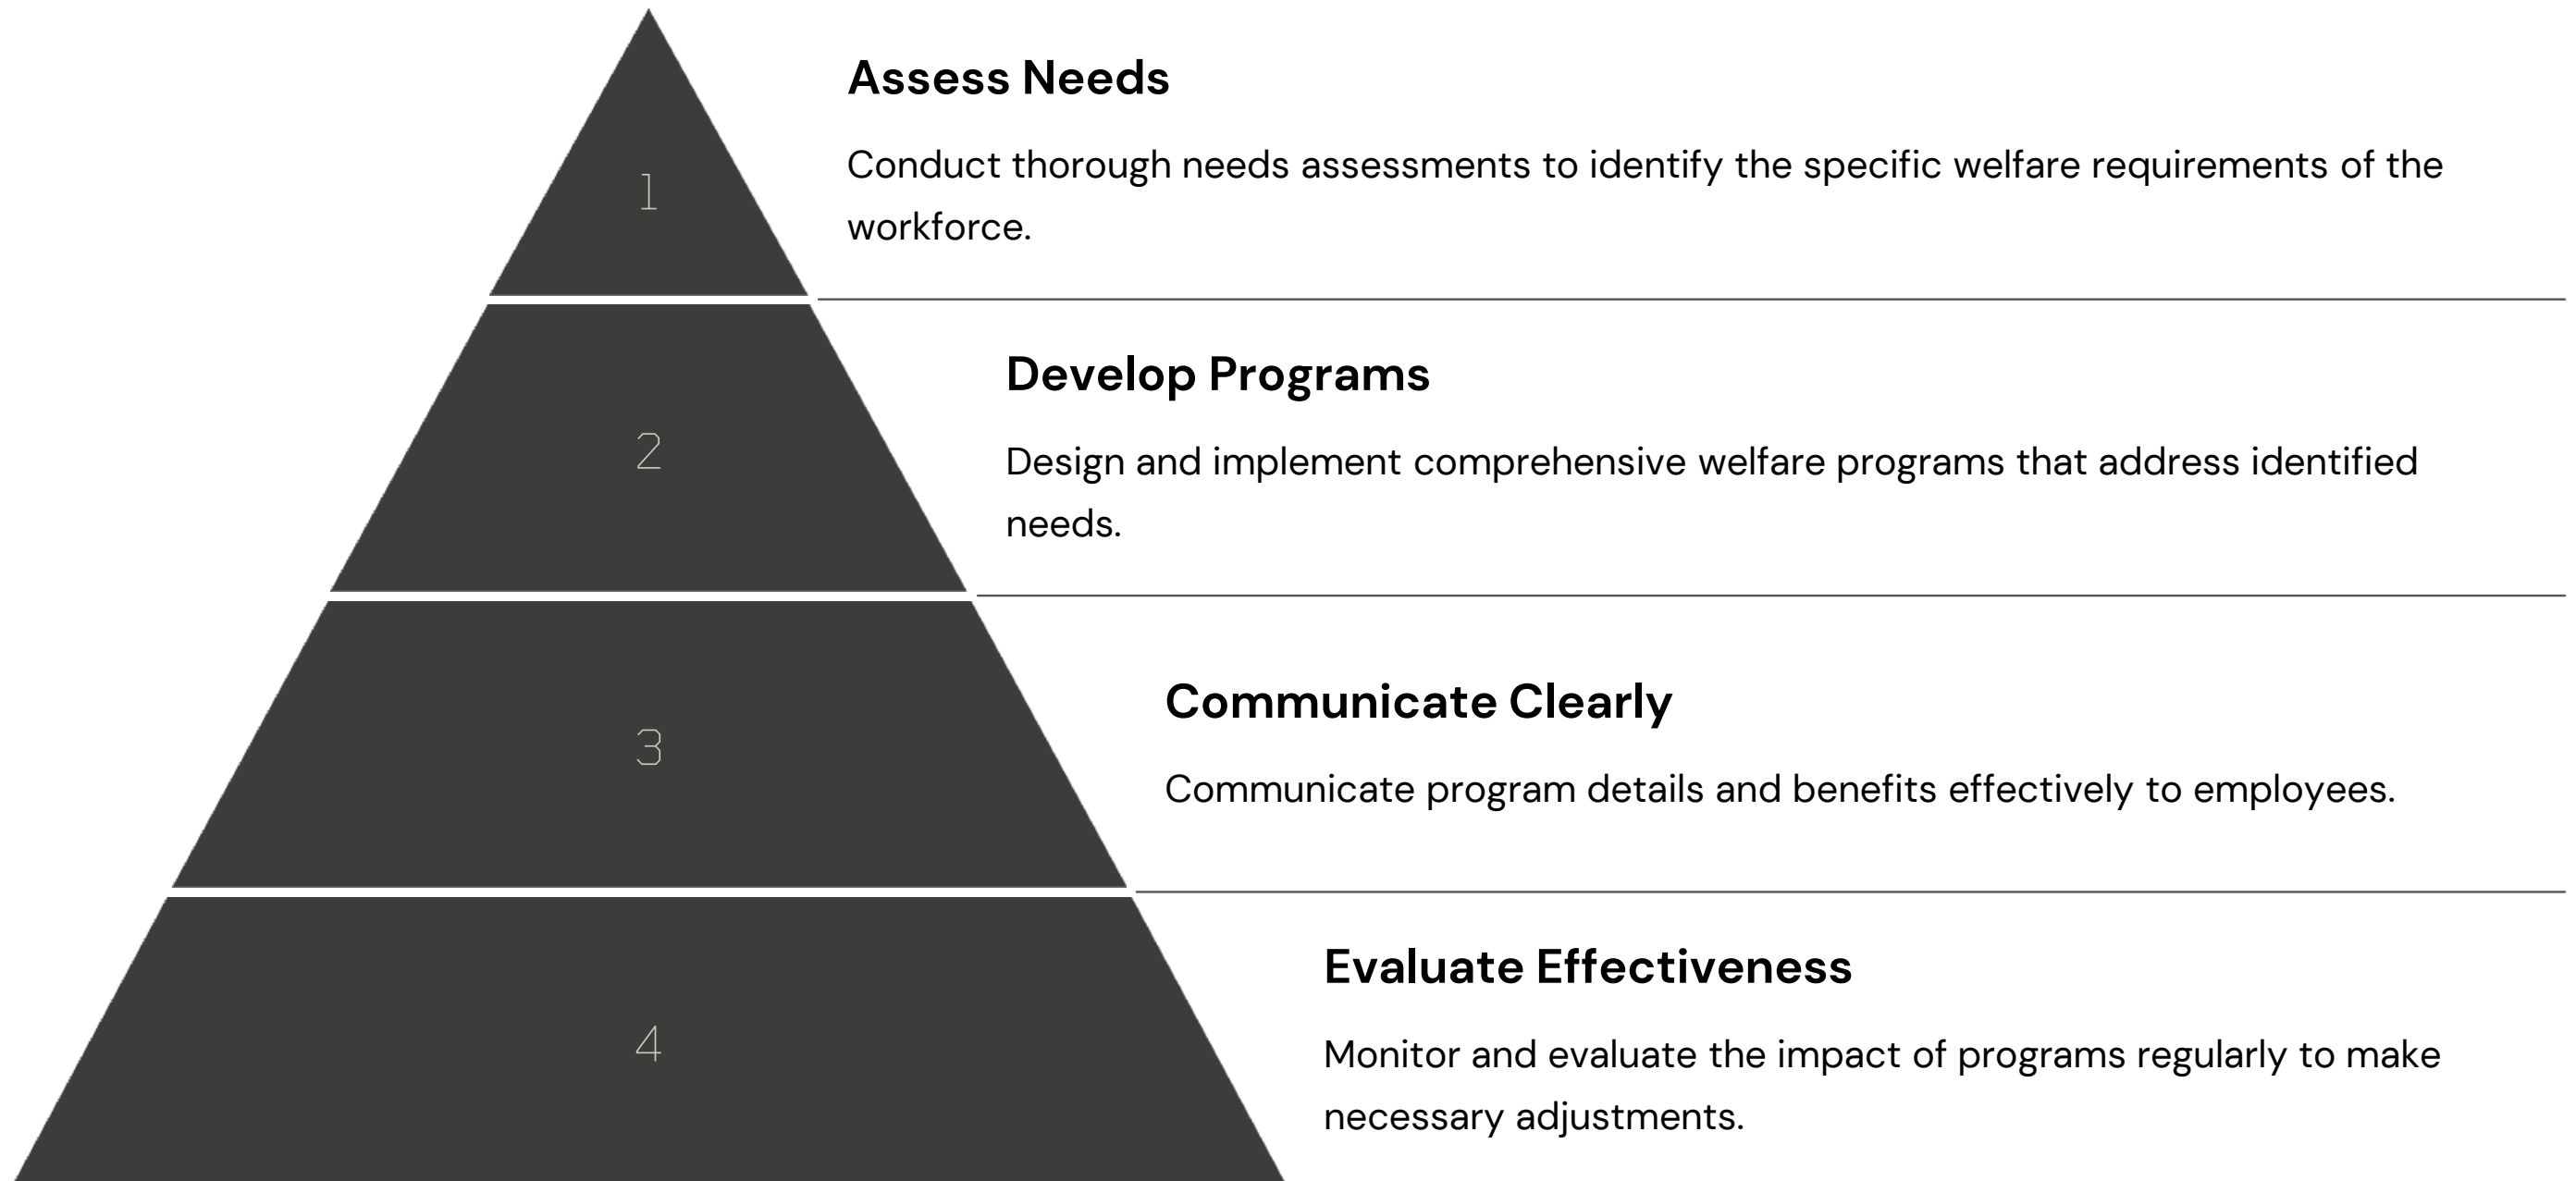 1
Assess Needs
Conduct thorough needs assessments to identify the specific welfare requirements of the
workforce.
2
Develop Programs
Design and implement comprehensive welfare programs that address identified
needs.
3
Communicate Clearly
Communicate program details and benefits effectively to employees.
4
Evaluate Effectiveness
Monitor and evaluate the impact of programs regularly to make
necessary adjustments.